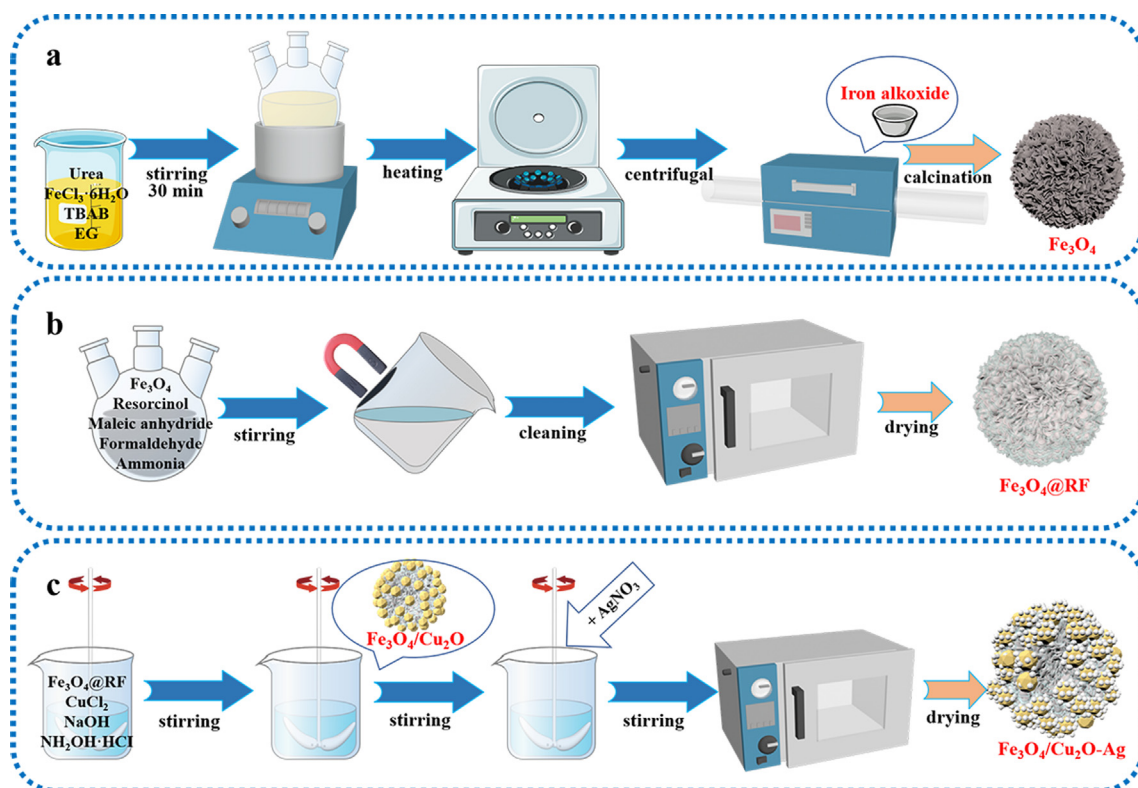 a
Urea
FeCl₃·6H₂O
TBAB
EG
stirring
30 min
heating
centrifugal
Iron alkoxide
calcination
Fe₃O₄
b
Fe₃O₄
Resorcinol
Maleic anhydride
Formaldehyde
Ammonia
stirring
cleaning
drying
Fe₃O₄@RF
c
Fe₃O₄@RF
CuCl₂
NaOH
NH₂OH·HCl
stirring
Fe₃O₄/Cu₂O
stirring
+ AgNO₃
stirring
drying
Fe₃O₄/Cu₂O-Ag